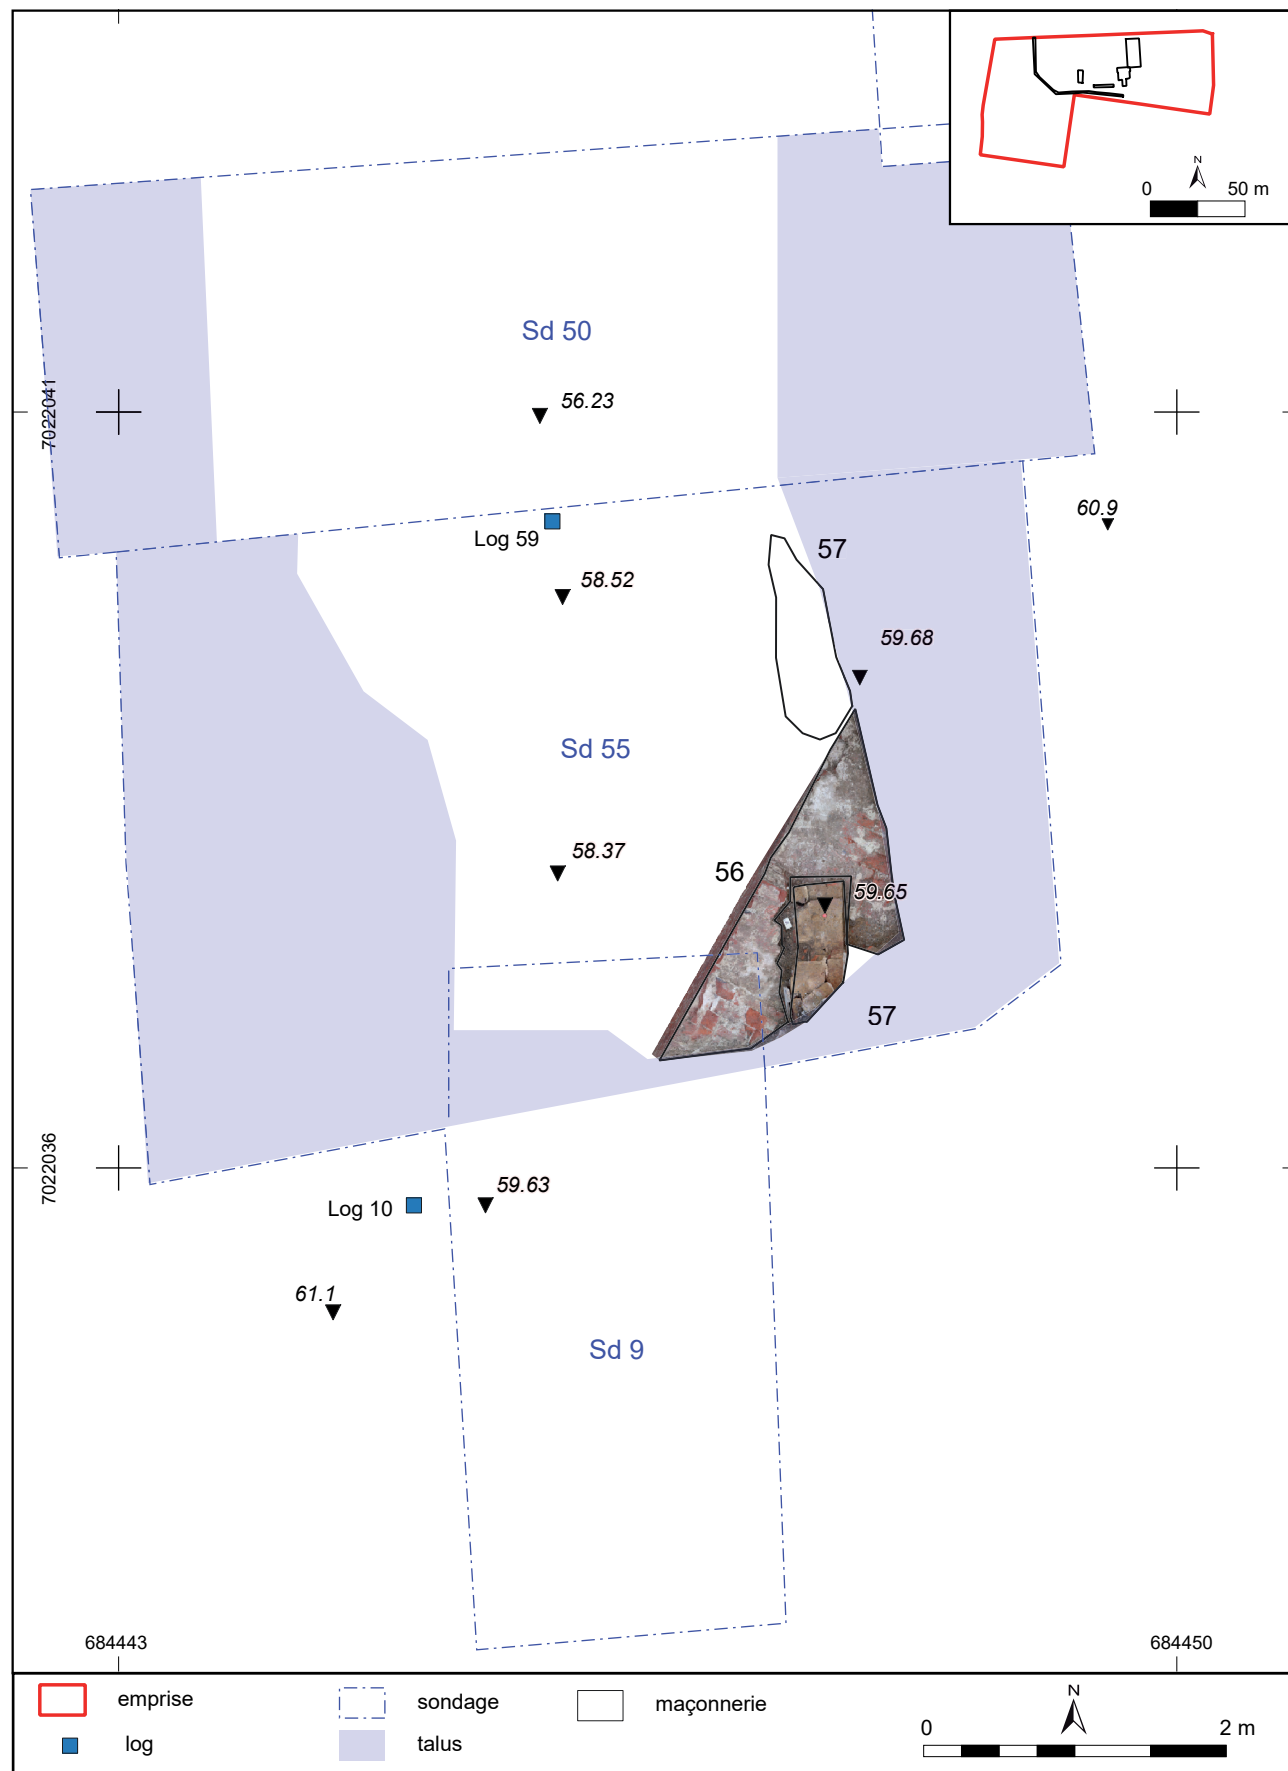 N
0 50 m
Sd 50
7022041
56.23
60.9
Log 59
57
58.52
59.68
Sd 55
58.37
56
59.65
57
7022036
59.63
Log 10
61.1
Sd 9
684443
684450
emprise
sondage
maçonnerie
N
log
talus
0 2 m